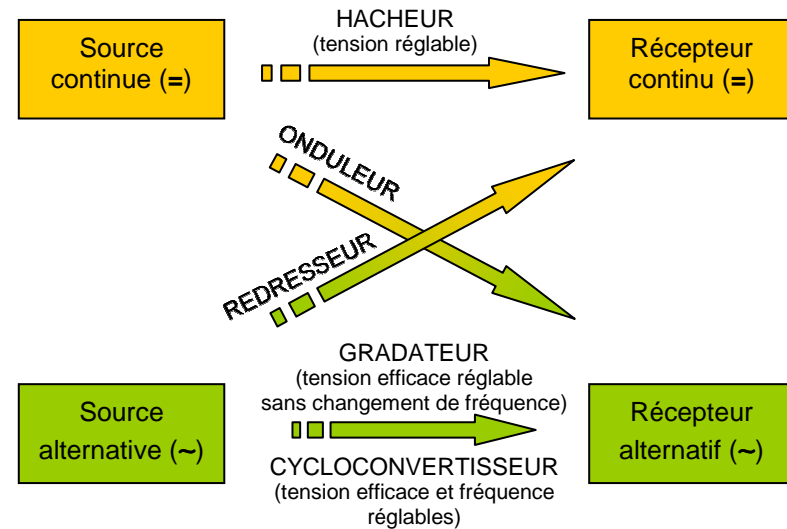 HACHEUR
(tension réglable)
Source
continue (=)
Récepteur
continu (=)
ONDULEUR
REDRESSEUR
GRADATEUR
(tension efficace réglable
sans changement de fréquence)
Source
alternative (~)
Récepteur
alternatif (~)
CYCLOCONVERTISSEUR
(tension efficace et fréquence
réglables)